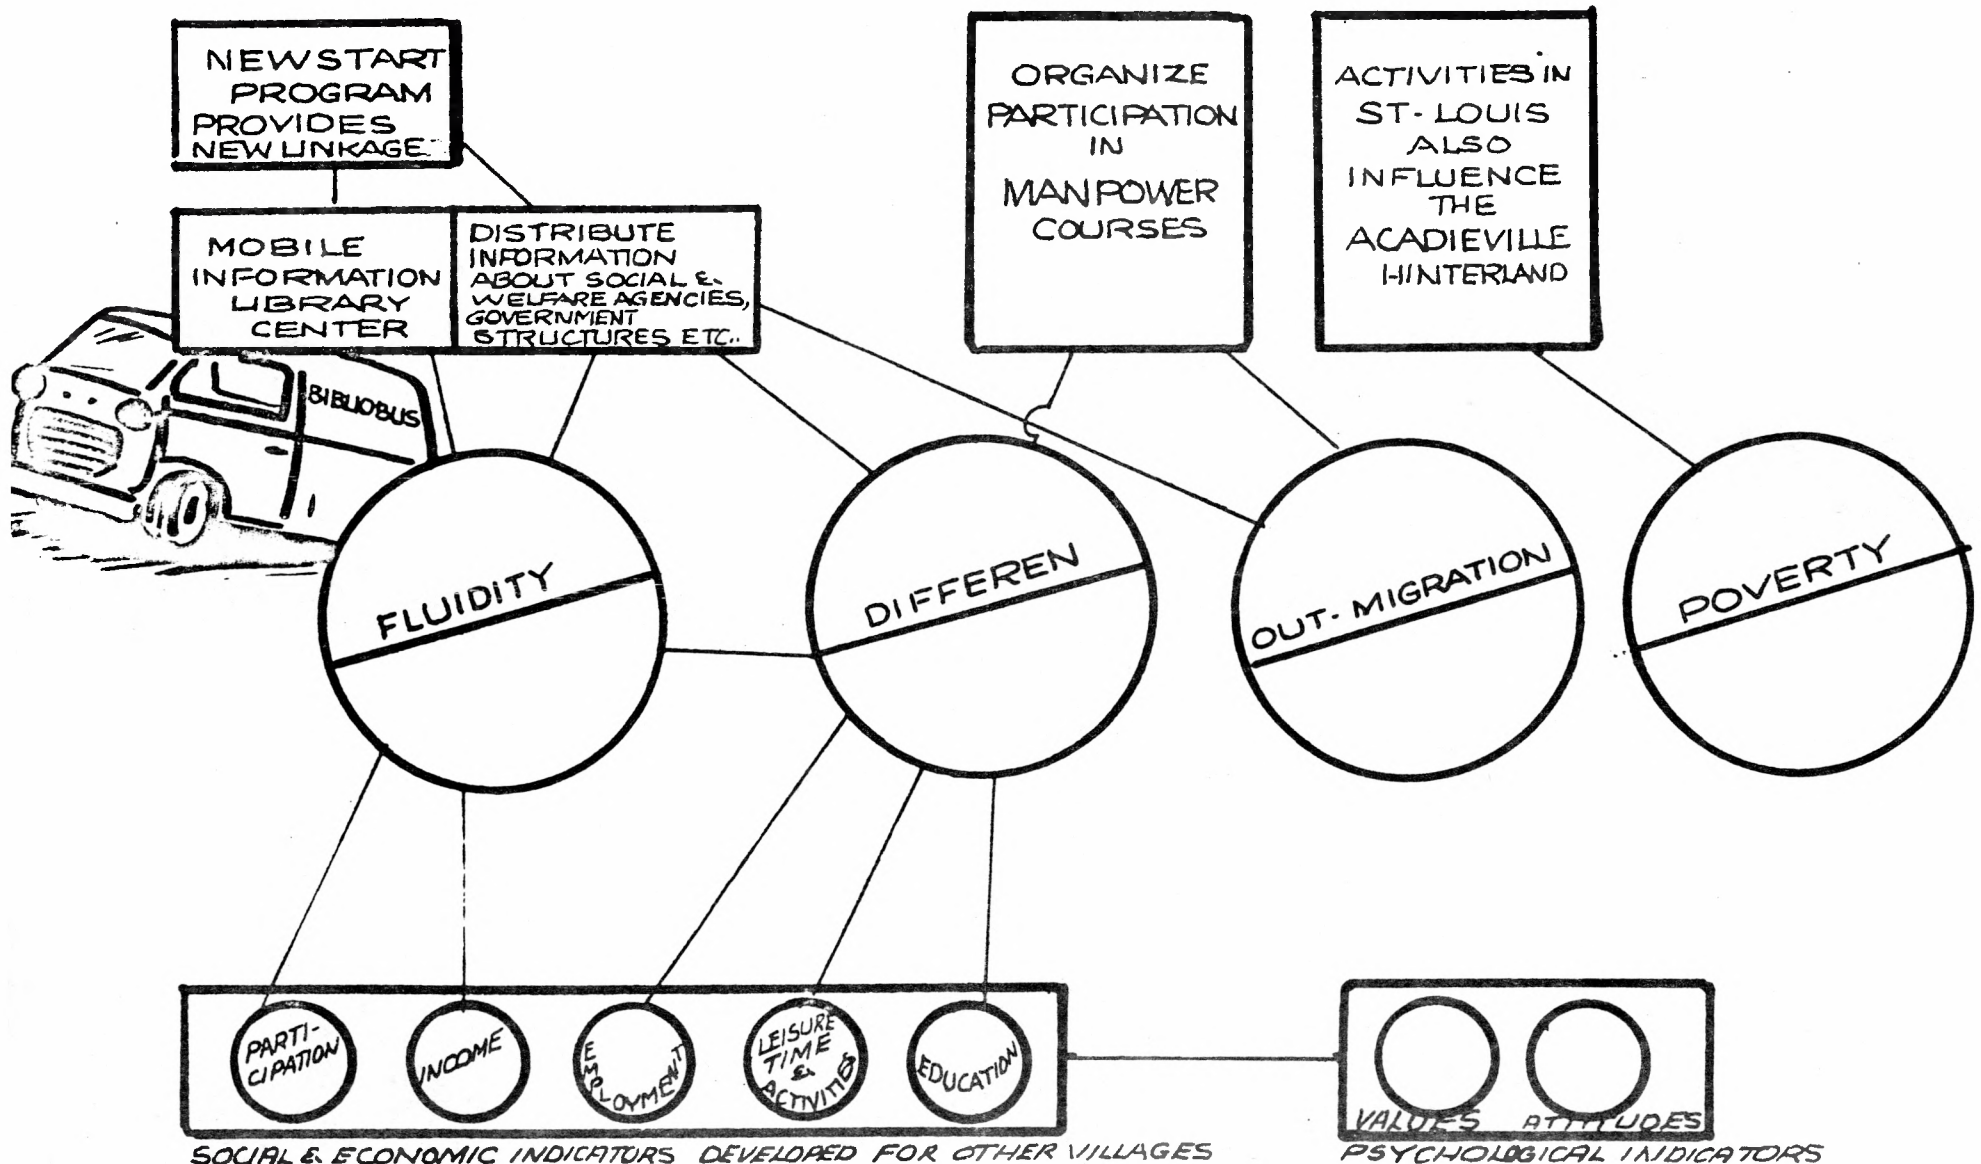 NEWSTART
PROGRAM
PROVIDES
NEW LINKAGE
ORGANIZE
PARTICIPATION
IN
MANPOWER
COURSES
ACTIVITIES IN
ST-LOUIS
ALSO
INFLUENCE
THE
ACADIEVILLE
HINTERLAND
MOBILE
INFORMATION
LIBRARY
CENTER
DISTRIBUTE
INFORMATION
ABOUT SOCIAL &
WELFARE AGENCIES,
GOVERNMENT
STRUCTURES ETC..
BIBLIOBUS
FLUIDITY
DIFFEREN
OUT-MIGRATION
POVERTY
PARTI-
CIPATION
INCOME
EMPLOYMENT
LEISURE
TIME
&
ACTIVITIES
EDUCATION
VALUES
ATTITUDES
SOCIAL & ECONOMIC INDICATORS DEVELOPED FOR OTHER VILLAGES
PSYCHOLOGICAL INDICATORS